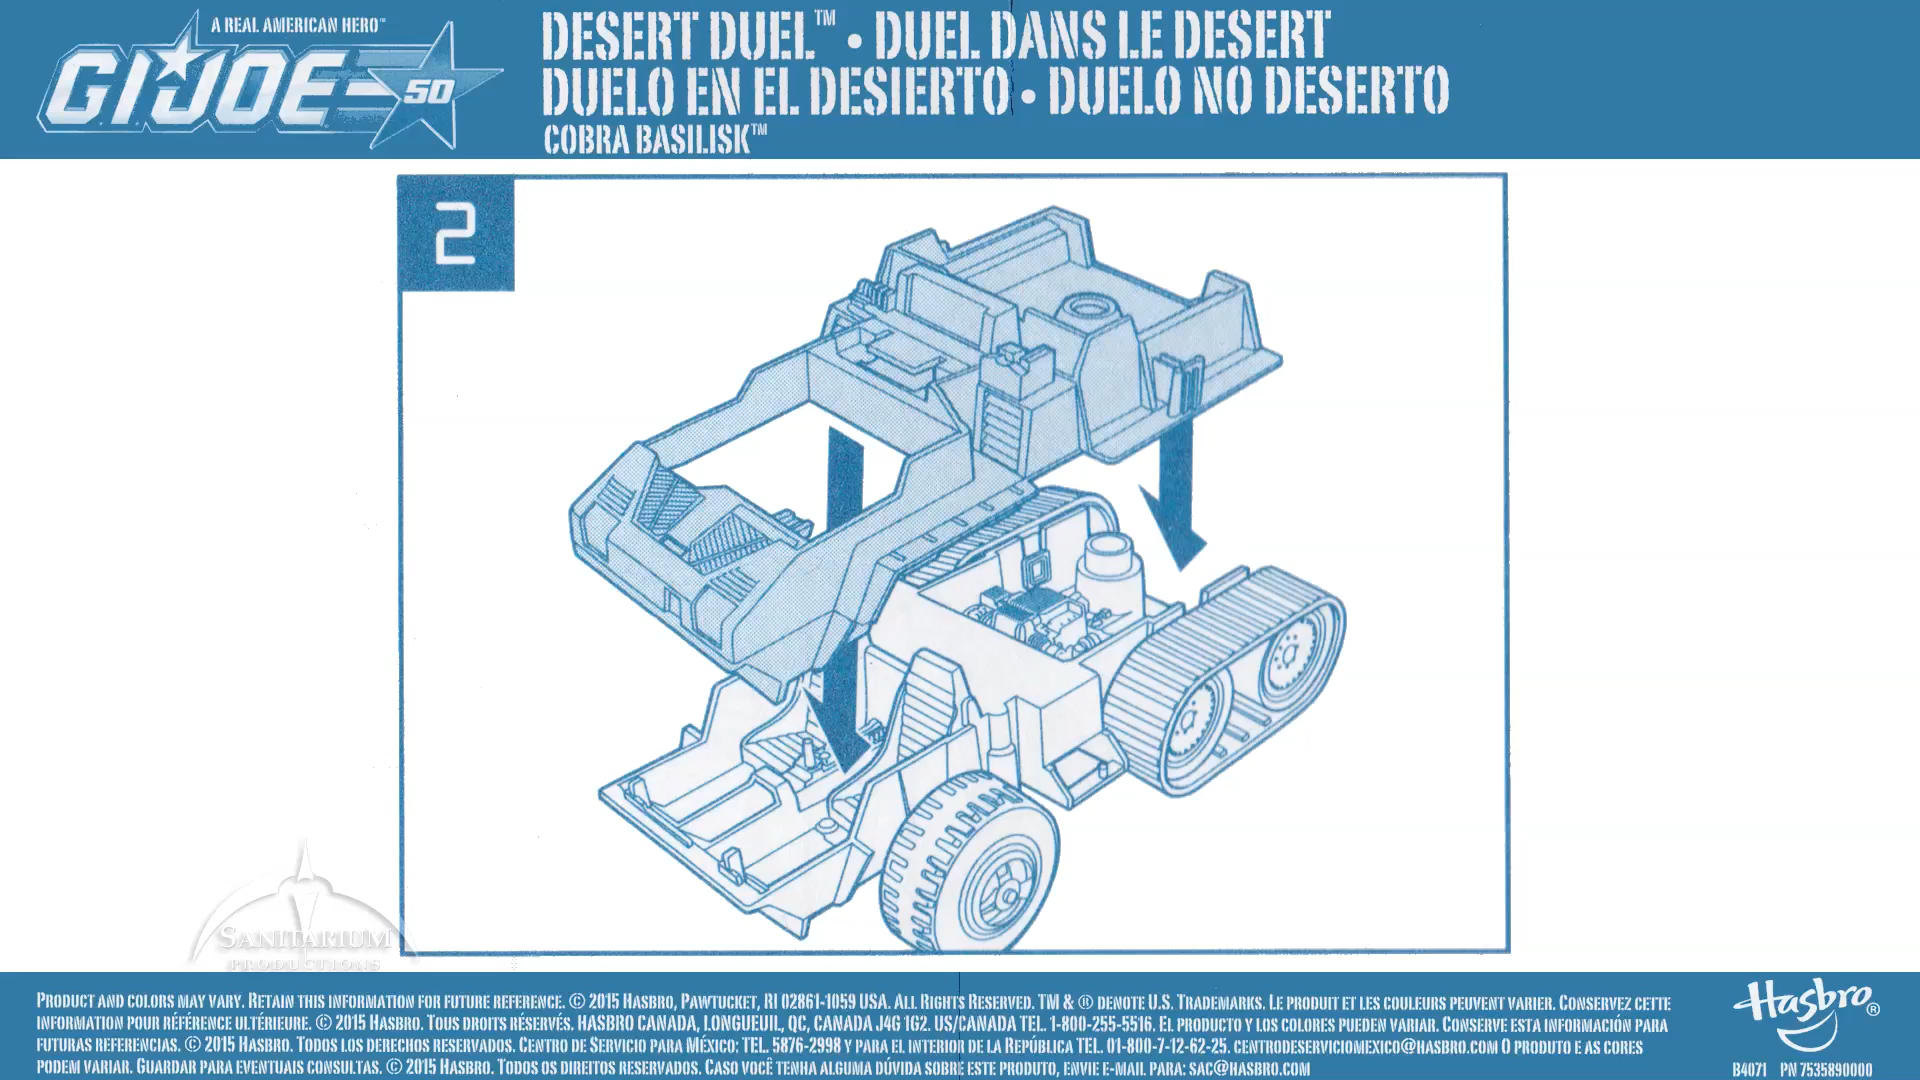 A REAL AMERICAN HERO™
G.I. JOE 50
DESERT DUEL™ • DUEL DANS LE DESERT
DUELO EN EL DESIERTO • DUELO NO DESERTO
COBRA BASILISK™
2
SANITARIUM
PRODUCTIONS
PRODUCT AND COLORS MAY VARY. RETAIN THIS INFORMATION FOR FUTURE REFERENCE. © 2015 HASBRO, PAWTUCKET, RI 02861-1059 USA. ALL RIGHTS RESERVED. TM & ® DENOTE U.S. TRADEMARKS. LE PRODUIT ET LES COULEURS PEUVENT VARIER. CONSERVEZ CETTE
INFORMATION POUR RÉFÉRENCE ULTÉRIEURE. © 2015 HASBRO. TOUS DROITS RÉSERVÉS. HASBRO CANADA, LONGUEUIL, QC, CANADA J4G 1G2. US/CANADA TEL. 1-800-255-5516. EL PRODUCTO Y LOS COLORES PUEDEN VARIAR. CONSERVE ESTA INFORMACIÓN PARA
FUTURAS REFERENCIAS. © 2015 HASBRO. TODOS LOS DERECHOS RESERVADOS. CENTRO DE SERVICIO PARA MÉXICO: TEL. 5876-2998 Y PARA EL INTERIOR DE LA REPÚBLICA TEL. 01-800-7-12-62-25. CENTRODESERVICIOMEXICO@HASBRO.COM O PRODUTO E AS CORES
PODEM VARIAR. GUARDAR PARA EVENTUAIS CONSULTAS. © 2015 HASBRO. TODOS OS DIREITOS RESERVADOS. CASO VOCÊ TENHA ALGUMA DÚVIDA SOBRE ESTE PRODUTO, ENVIE E-MAIL PARA: SAC@HASBRO.COM
Hasbro®
B4071 PN 7535890000